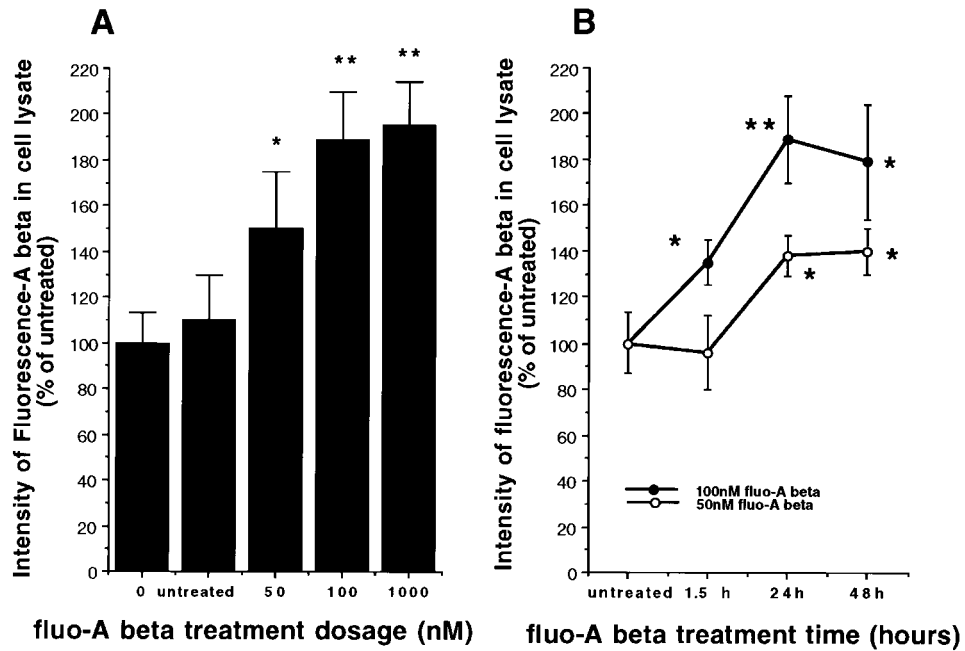 A
Intensity of Fluorescence-A beta in cell lysate
(% of untreated)
220
200
180
160
140
120
100
80
60
40
20
0
*
**
**
0 untreated 50 100 1000
fluo-A beta treatment dosage (nM)
B
Intensity of fluorescence-A beta in cell lysate
(% of untreated)
220
200
180
160
140
120
100
80
60
40
20
0
*
**
*
*
*
100nM fluo-A beta
50nM fluo-A beta
untreated 1.5 h 24h 48h
fluo-A beta treatment time (hours)